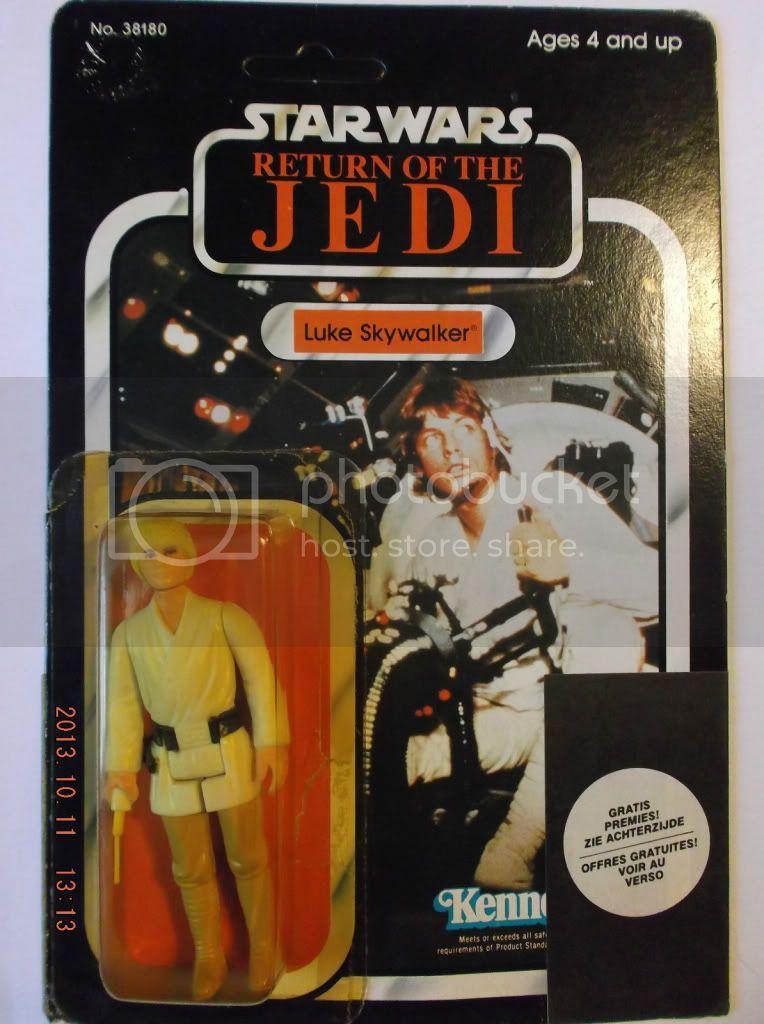 No. 38180
Ages 4 and up
STAR WARS
RETURN OF THE
JEDI
Luke Skywalker®
photobucket
host. store. share.
2013.10.11 13:13
GRATIS
PREMIES!
ZIE ACHTERZIJDE
OFFRES GRATUITES!
VOIR AU
VERSO
Kenn
Meets or exceeds all saf
requirements of Product Standa